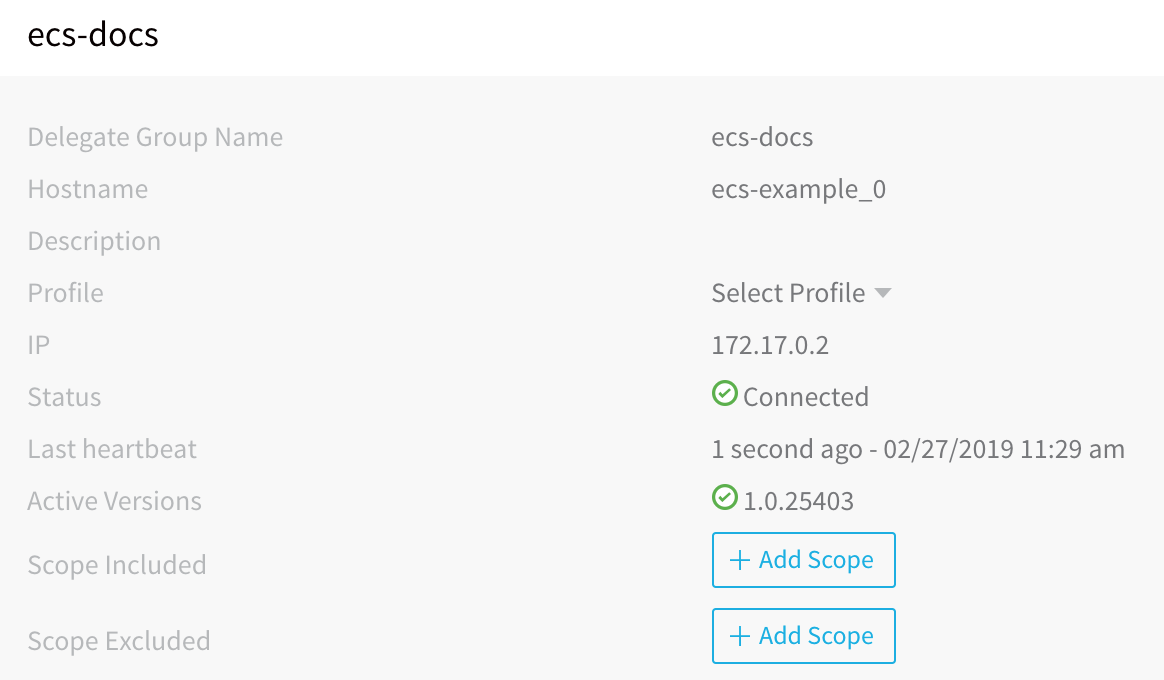 ecs-docs
Delegate Group Name ecs-docs
Hostname ecs-example_0
Description
Profile Select Profile
IP 172.17.0.2
Status Connected
Last heartbeat 1 second ago - 02/27/2019 11:29 am
Active Versions 1.0.25403
Scope Included + Add Scope
Scope Excluded + Add Scope